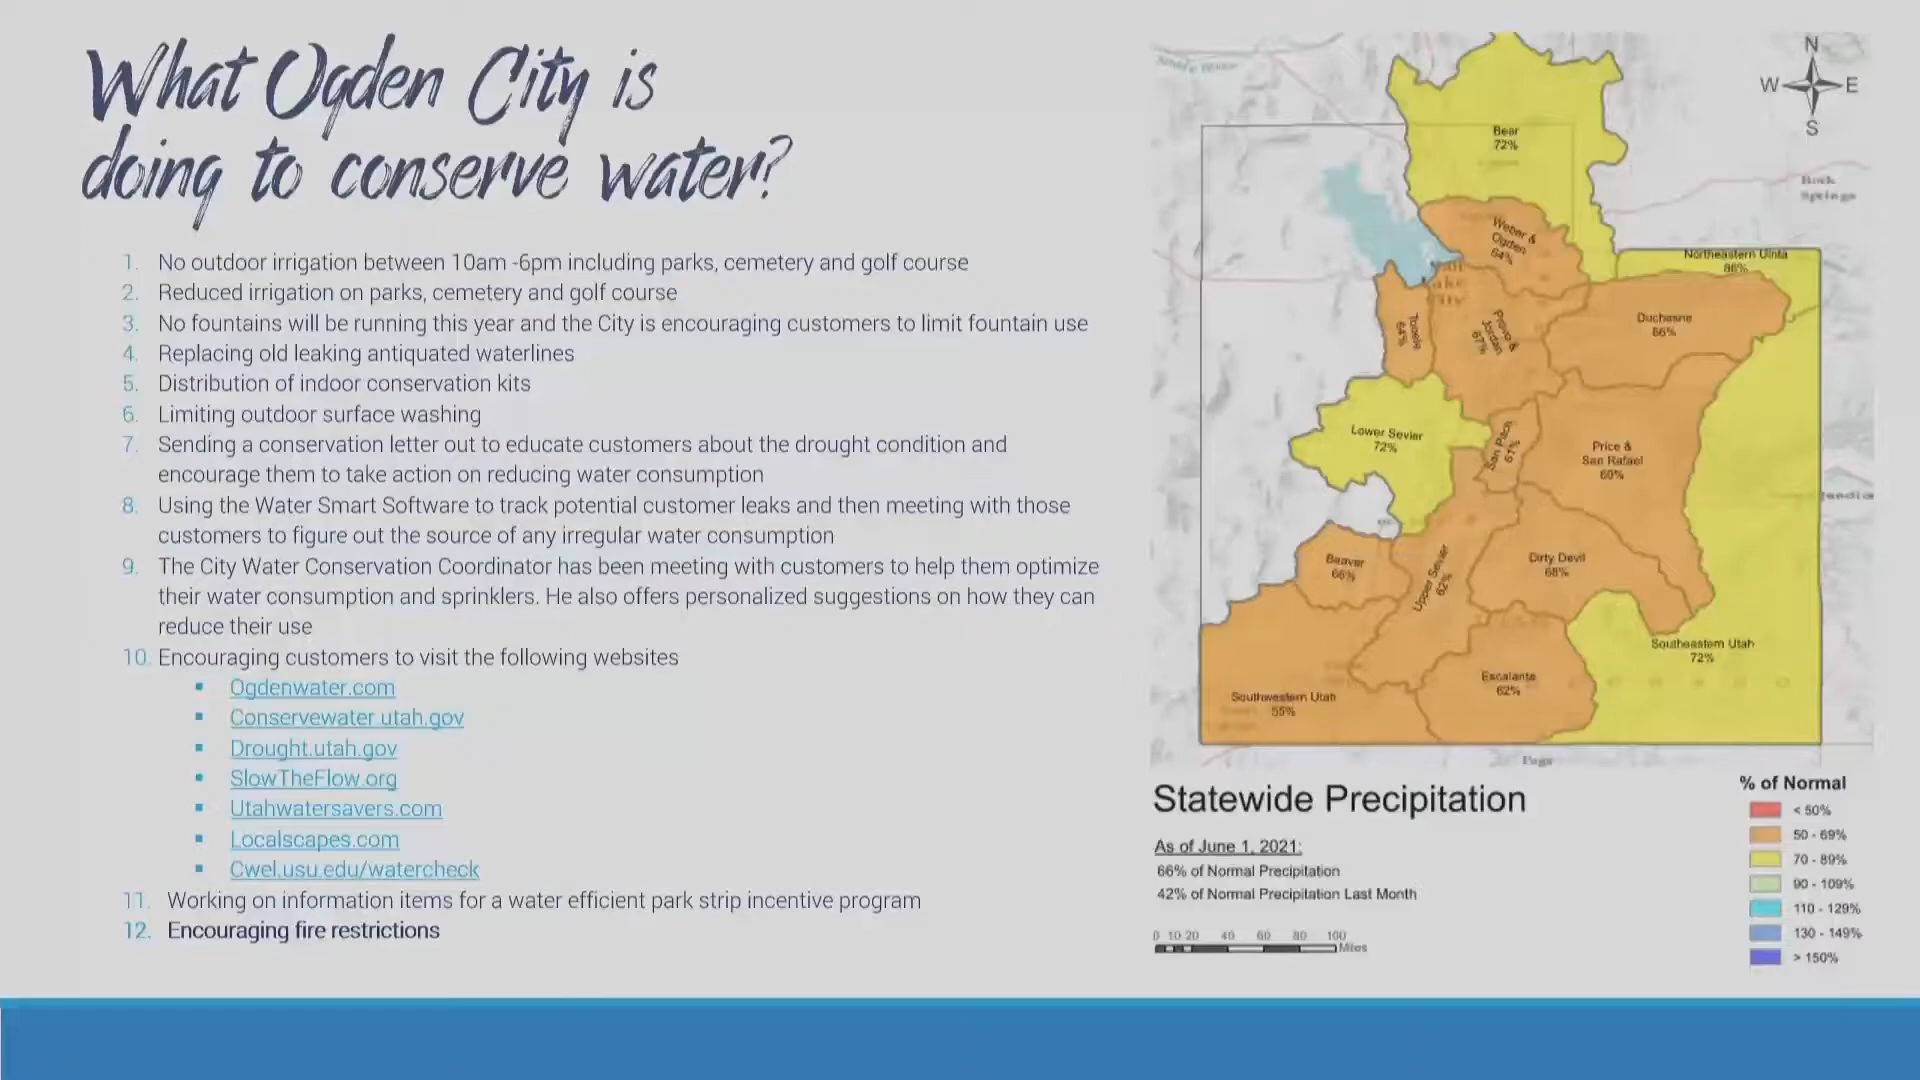 What Ogden City is
doing to conserve water?
1. No outdoor irrigation between 10am -6pm including parks, cemetery and golf course
2. Reduced irrigation on parks, cemetery and golf course
3. No fountains will be running this year and the City is encouraging customers to limit fountain use
4. Replacing old leaking antiquated waterlines
5. Distribution of indoor conservation kits
6. Limiting outdoor surface washing
7. Sending a conservation letter out to educate customers about the drought condition and
encourage them to take action on reducing water consumption
8. Using the Water Smart Software to track potential customer leaks and then meeting with those
customers to figure out the source of any irregular water consumption
9. The City Water Conservation Coordinator has been meeting with customers to help them optimize
their water consumption and sprinklers. He also offers personalized suggestions on how they can
reduce their use
10. Encouraging customers to visit the following websites
Ogdenwater.com
Conservewater.utah.gov
Drought.utah.gov
SlowTheFlow.org
Utahwatersavers.com
Localscapes.com
Cwel.usu.edu/watercheck
11. Working on information items for a water efficient park strip incentive program
12. Encouraging fire restrictions
N
W
E
S
Bear
72%
Rock
Springs
Weber &
Ogden
64%
Northeastern Uinta
86%
Salt
Lake
City
Tooele
64%
Provo &
Jordan
67%
Duchesne
66%
Lower Sevier
72%
San Pitch
67%
Price &
San Rafael
60%
Beaver
66%
Upper Sevier
62%
Dirty Devil
68%
Southeastern Utah
72%
Escalante
62%
Southwestern Utah
55%
Page
Statewide Precipitation
As of June 1, 2021:
66% of Normal Precipitation
42% of Normal Precipitation Last Month
0 10 20 40 60 80 100
Miles
% of Normal
< 50%
50 - 69%
70 - 89%
90 - 109%
110 - 129%
130 - 149%
> 150%